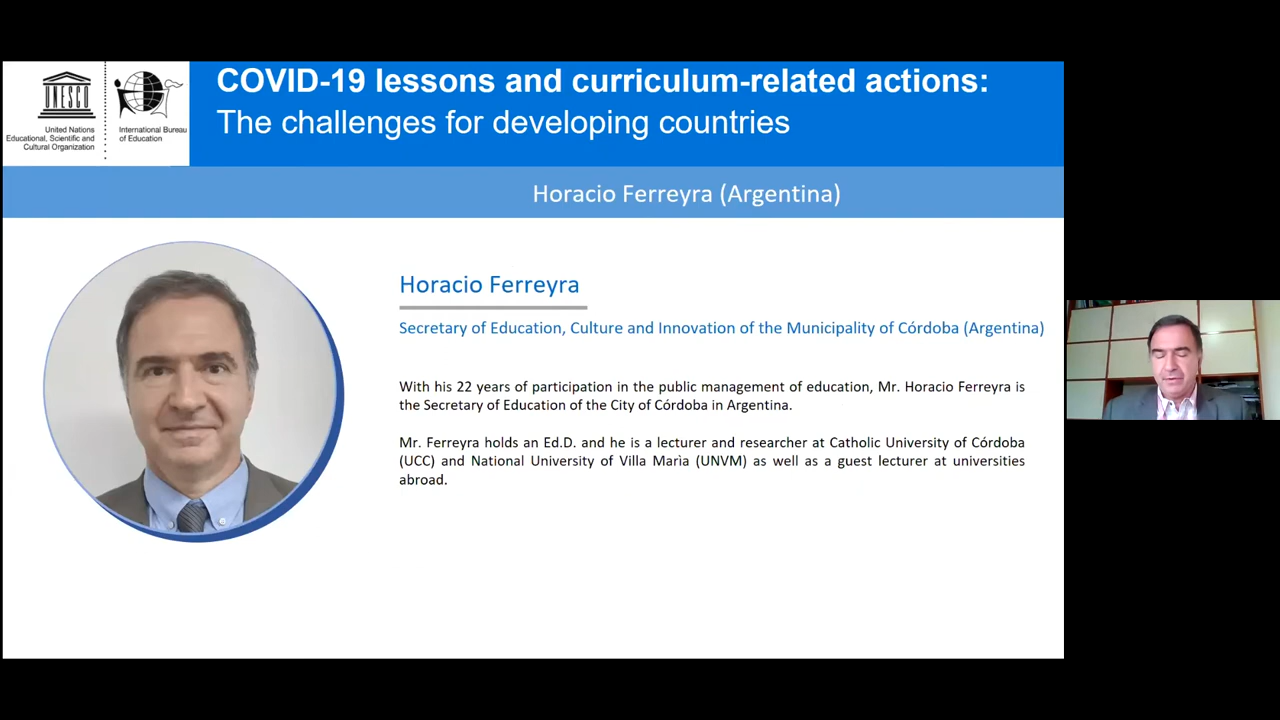 COVID-19 lessons and curriculum-related actions:
The challenges for developing countries
UNESCO
United Nations
Educational, Scientific and
Cultural Organization
International Bureau
of Education
Horacio Ferreyra (Argentina)
Horacio Ferreyra
Secretary of Education, Culture and Innovation of the Municipality of Córdoba (Argentina)
With his 22 years of participation in the public management of education, Mr. Horacio Ferreyra is
the Secretary of Education of the City of Córdoba in Argentina.
Mr. Ferreyra holds an Ed.D. and he is a lecturer and researcher at Catholic University of Córdoba
(UCC) and National University of Villa Marìa (UNVM) as well as a guest lecturer at universities
abroad.